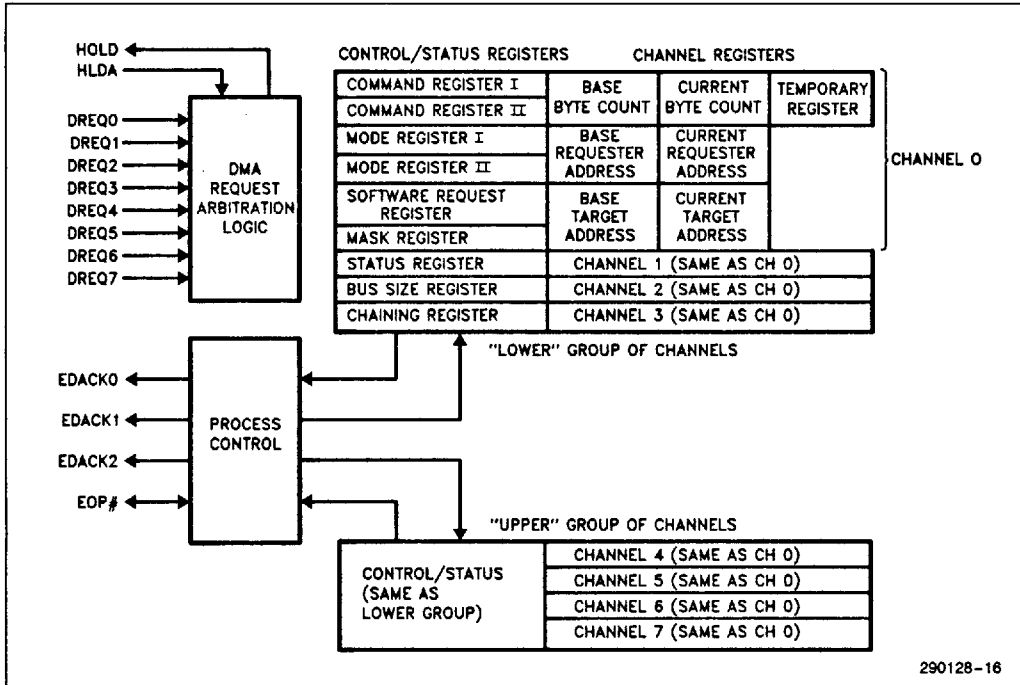 HOLD
HLDA
DREQ0
DREQ1
DREQ2
DREQ3
DREQ4
DREQ5
DREQ6
DREQ7
DMA
REQUEST
ARBITRATION
LOGIC
CONTROL/STATUS REGISTERS
CHANNEL REGISTERS
COMMAND REGISTER I
COMMAND REGISTER II
MODE REGISTER I
MODE REGISTER II
SOFTWARE REQUEST
REGISTER
MASK REGISTER
STATUS REGISTER
BUS SIZE REGISTER
CHAINING REGISTER
BASE
BYTE COUNT
CURRENT
BYTE COUNT
TEMPORARY
REGISTER
BASE
REQUESTER
ADDRESS
CURRENT
REQUESTER
ADDRESS
BASE
TARGET
ADDRESS
CURRENT
TARGET
ADDRESS
CHANNEL 0
CHANNEL 1 (SAME AS CH 0)
CHANNEL 2 (SAME AS CH 0)
CHANNEL 3 (SAME AS CH 0)
"LOWER" GROUP OF CHANNELS
EDACK0
EDACK1
EDACK2
EOP#
PROCESS
CONTROL
"UPPER" GROUP OF CHANNELS
CONTROL/STATUS
(SAME AS
LOWER GROUP)
CHANNEL 4 (SAME AS CH 0)
CHANNEL 5 (SAME AS CH 0)
CHANNEL 6 (SAME AS CH 0)
CHANNEL 7 (SAME AS CH 0)
290128-16